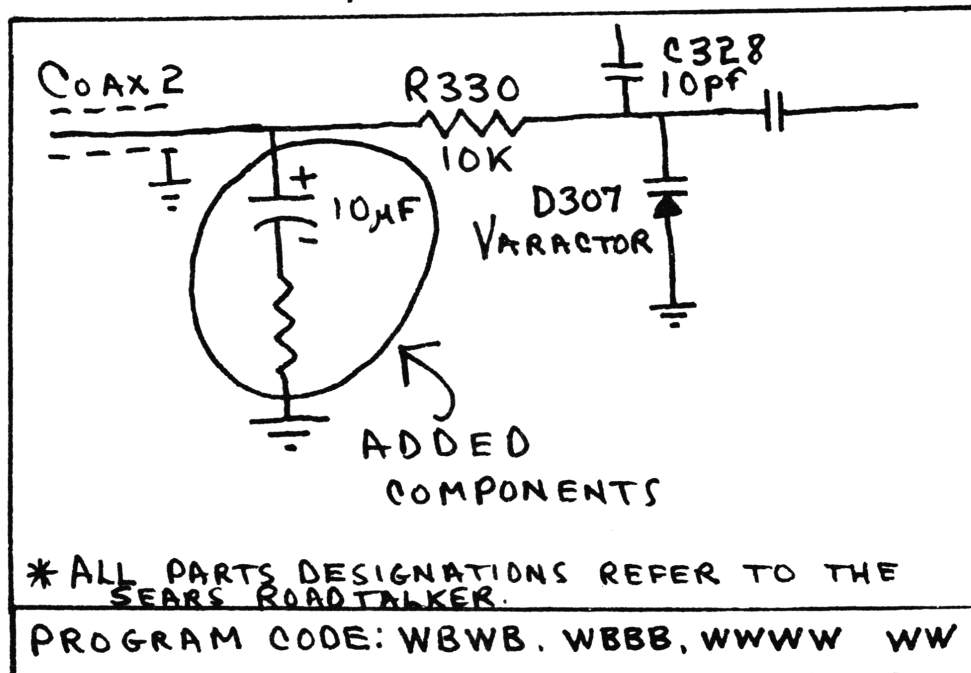 COAX 2
R330
10K
C328
10pf
+
10µF
-
D307
VARACTOR
ADDED
COMPONENTS
* ALL PARTS DESIGNATIONS REFER TO THE
SEARS ROADTALKER.
PROGRAM CODE: WBWB. WBBB, WWWW WW